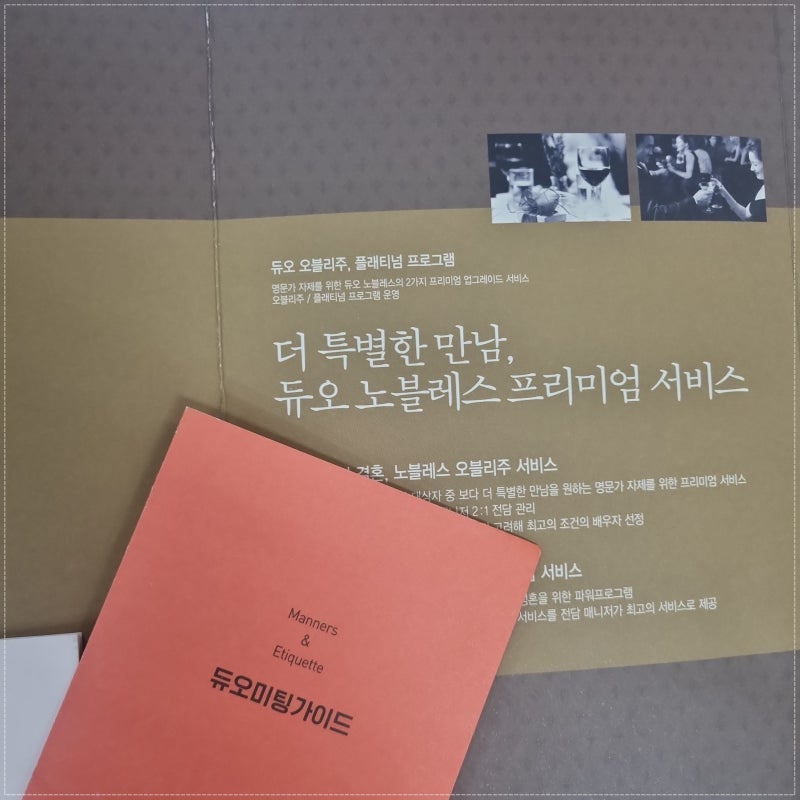 듀오 오블리주, 플래티넘 프로그램
명문가 자제를 위한 듀오 노블레스의 2가지 프리미엄 업그레이드 서비스
오블리주 / 플래티넘 프로그램 운영
더 특별한 만남,
듀오 노블레스 프리미엄 서비스
결혼, 노블레스 오블리주 서비스
대상자 중 보다 더 특별한 만남을 원하는 명문가 자제를 위한 프리미엄 서비스
2:1 전담 관리
고려해 최고의 조건의 배우자 선정
서비스
위한 파워프로그램
서비스를 전담 매니저가 최고의 서비스로 제공
Manners
&
Etiquette
듀오미팅가이드